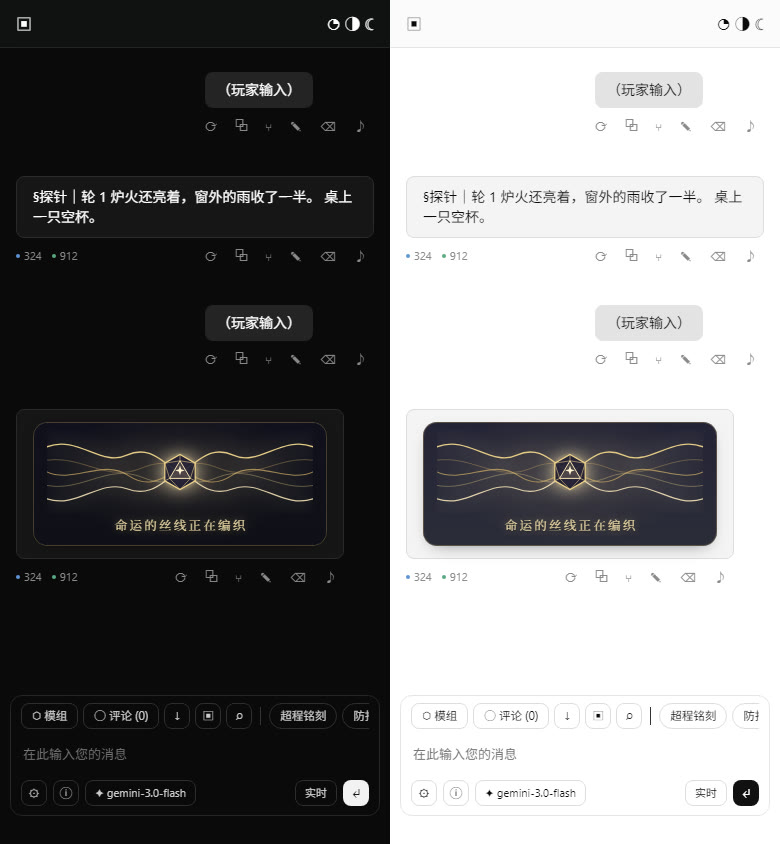 （玩家输入）
§探针｜轮 1 炉火还亮着，窗外的雨收了一半。 桌上
一只空杯。
324 912
（玩家输入）
命运的丝线正在编织
324 912
模组 评论 (0) 超程铭刻
在此输入您的消息
gemini-3.0-flash 实时
（玩家输入）
§探针｜轮 1 炉火还亮着，窗外的雨收了一半。 桌上
一只空杯。
324 912
（玩家输入）
命运的丝线正在编织
324 912
模组 评论 (0) 超程铭刻
在此输入您的消息
gemini-3.0-flash 实时